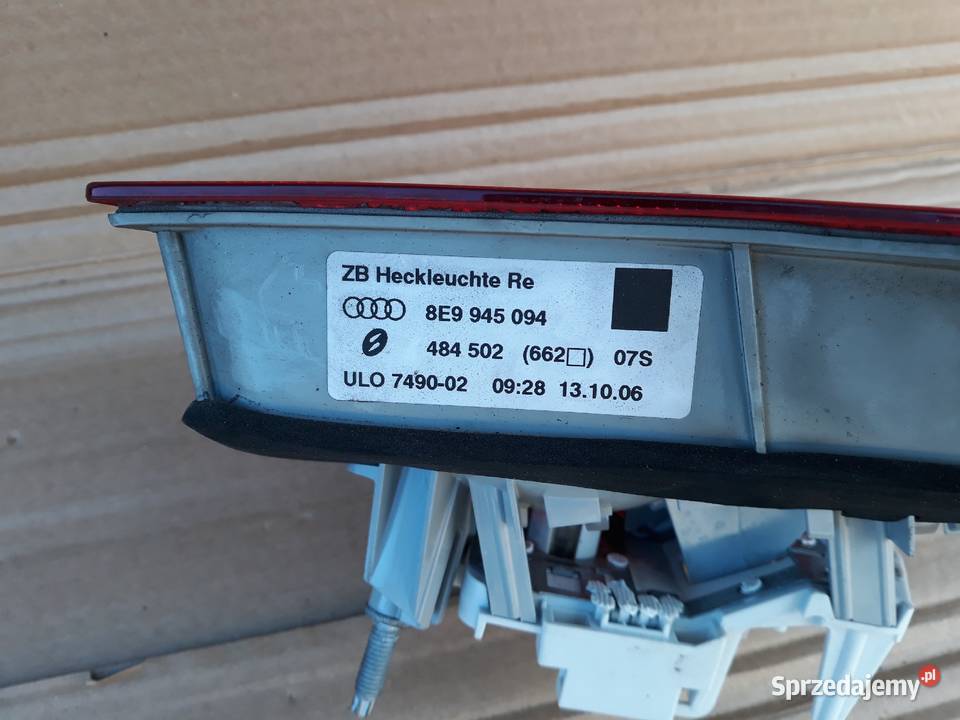 ZB Heckleuchte Re
8E9 945 094
484 502 (662□) 07S
ULO 7490-02 09:28 13.10.06
Sprzedajemy.pl